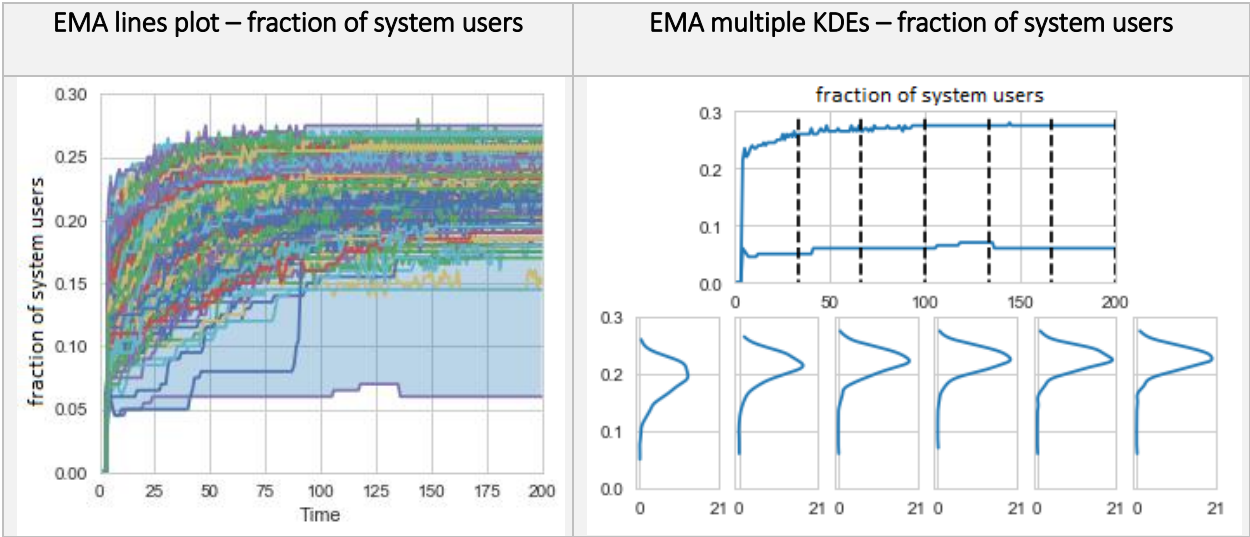 EMA lines plot – fraction of system users
EMA multiple KDEs – fraction of system users
0.30
0.25
0.20
0.15
0.10
0.05
0.00
fraction of system users
0 25 50 75 100 125 150 175 200
Time
fraction of system users
0.3
0.2
0.1
0.0
0 50 100 150 200
0.3
0.2
0.1
0.0
0 21 0 21 0 21 0 21 0 21 0 21